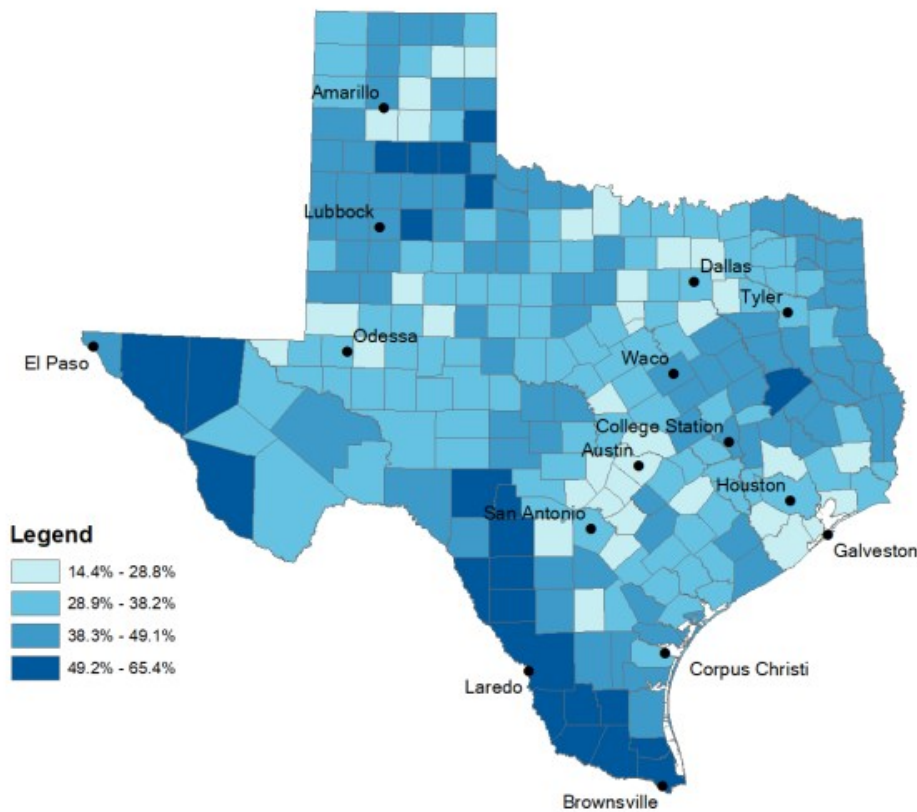 Amarillo
Lubbock
Dallas
Tyler
Odessa
El Paso
Waco
College Station
Austin
Houston
San Antonio
Galveston
Legend
14.4% - 28.8%
28.9% - 38.2%
38.3% - 49.1%
49.2% - 65.4%
Corpus Christi
Laredo
Brownsville